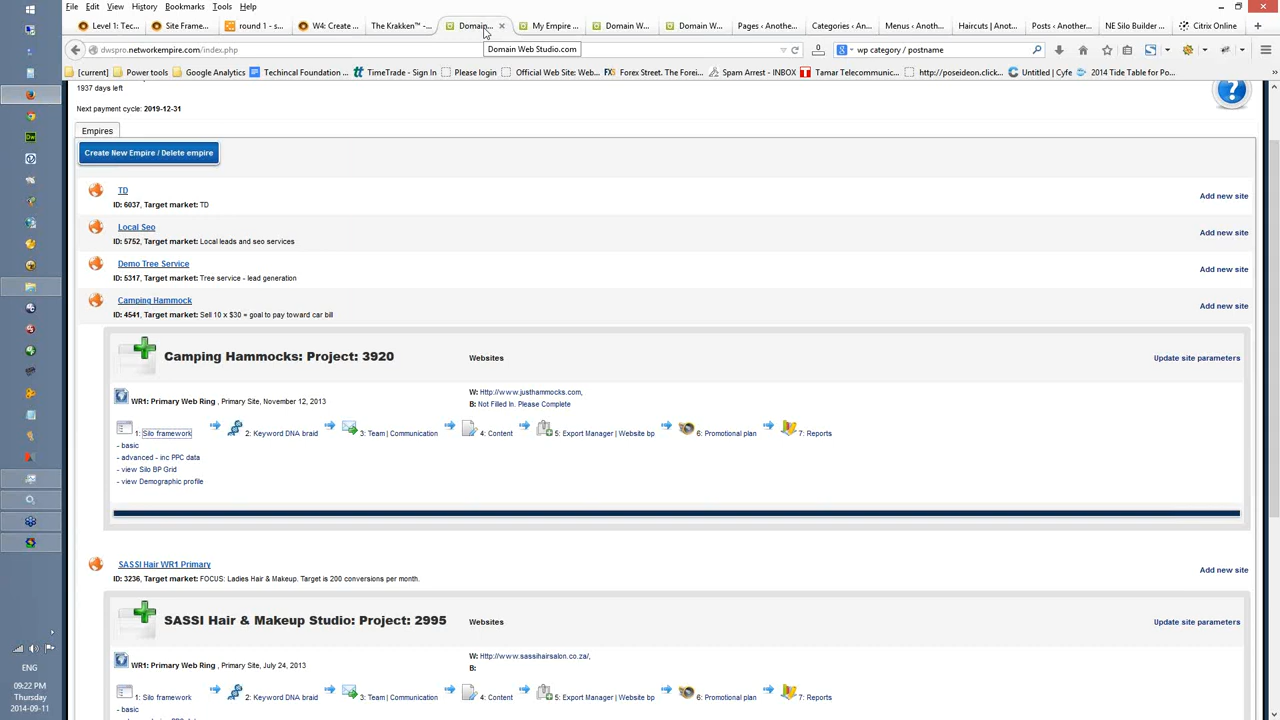 File Edit View History Bookmarks Tools Help
Level 1: Tec... Site Frame... round 1 - s... W4: Create ... The Krakken™ -... Domain... My Empire ... Domain W... Domain W... Pages ‹ Anoth... Categories ‹ An... Menus ‹ Anoth... Haircuts | Anot... Posts ‹ Another... NE Silo Builder ... Citrix Online
dwspro.networkempire.com/index.php
wp category / postname
Domain Web Studio.com
[current] Power tools Google Analytics Techincal Foundation ... TimeTrade - Sign In Please login Official Web Site: Web... Forex Street. The Forei... Spam Arrest - INBOX Tamar Telecommunic... http://poseidon.click... Untitled | Cyfe 2014 Tide Table for Po...
1937 days left
Next payment cycle: 2019-12-31
Empires
Create New Empire / Delete empire
TD
ID: 6037, Target market: TD
Add new site
Local Seo
ID: 5752, Target market: Local leads and seo services
Add new site
Demo Tree Service
ID: 5317, Target market: Tree service - lead generation
Add new site
Camping Hammock
ID: 4541, Target market: Sell 10 x $30 = goal to pay toward car bill
Add new site
Camping Hammocks: Project: 3920
Websites
Update site parameters
WR1: Primary Web Ring , Primary Site, November 12, 2013
W: Http://www.justhammocks.com,
B: Not Filled In. Please Complete
1: Silo framework 2: Keyword DNA braid 3: Team | Communication 4: Content 5: Export Manager | Website bp 6: Promotional plan 7: Reports
- basic
- advanced - inc PPC data
- view Silo BP Grid
- view Demographic profile
SASSI Hair WR1 Primary
ID: 3236, Target market: FOCUS: Ladies Hair & Makeup. Target is 200 conversions per month.
Add new site
SASSI Hair & Makeup Studio: Project: 2995
Websites
Update site parameters
WR1: Primary Web Ring , Primary Site, July 24, 2013
W: Http://www.sassihairsalon.co.za/,
B:
1: Silo framework 2: Keyword DNA braid 3: Team | Communication 4: Content 5: Export Manager | Website bp 6: Promotional plan 7: Reports
- basic
ENG
09:22 PM
Thursday
2014-09-11